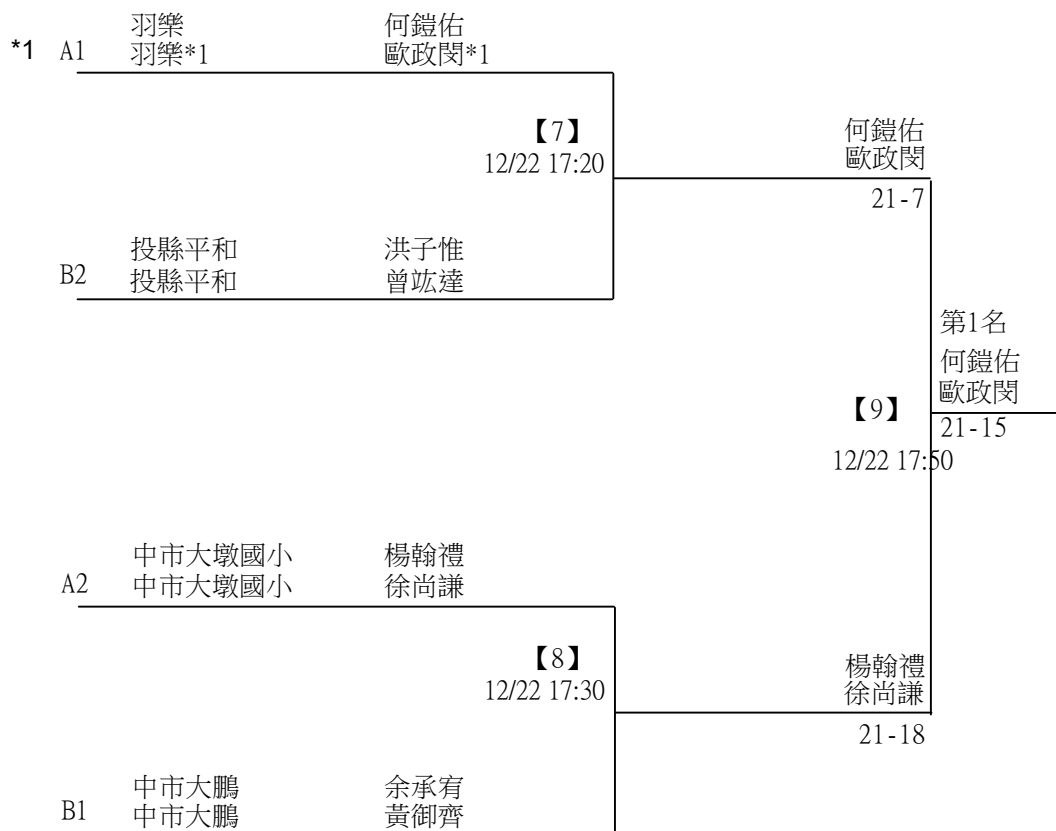 羽樂 何鎧佑
*1 A1 羽樂*1 歐政閔*1
【7】
12/22 17:20
何鎧佑
歐政閔
21-7
投縣平和 洪子惟
B2 投縣平和 曾竑達
第1名
何鎧佑
歐政閔
【9】
21-15
12/22 17:50
中市大墩國小 楊翰禮
A2 中市大墩國小 徐尚謙
【8】
12/22 17:30
楊翰禮
徐尚謙
21-18
中市大鵬 余承宥
B1 中市大鵬 黃御齊